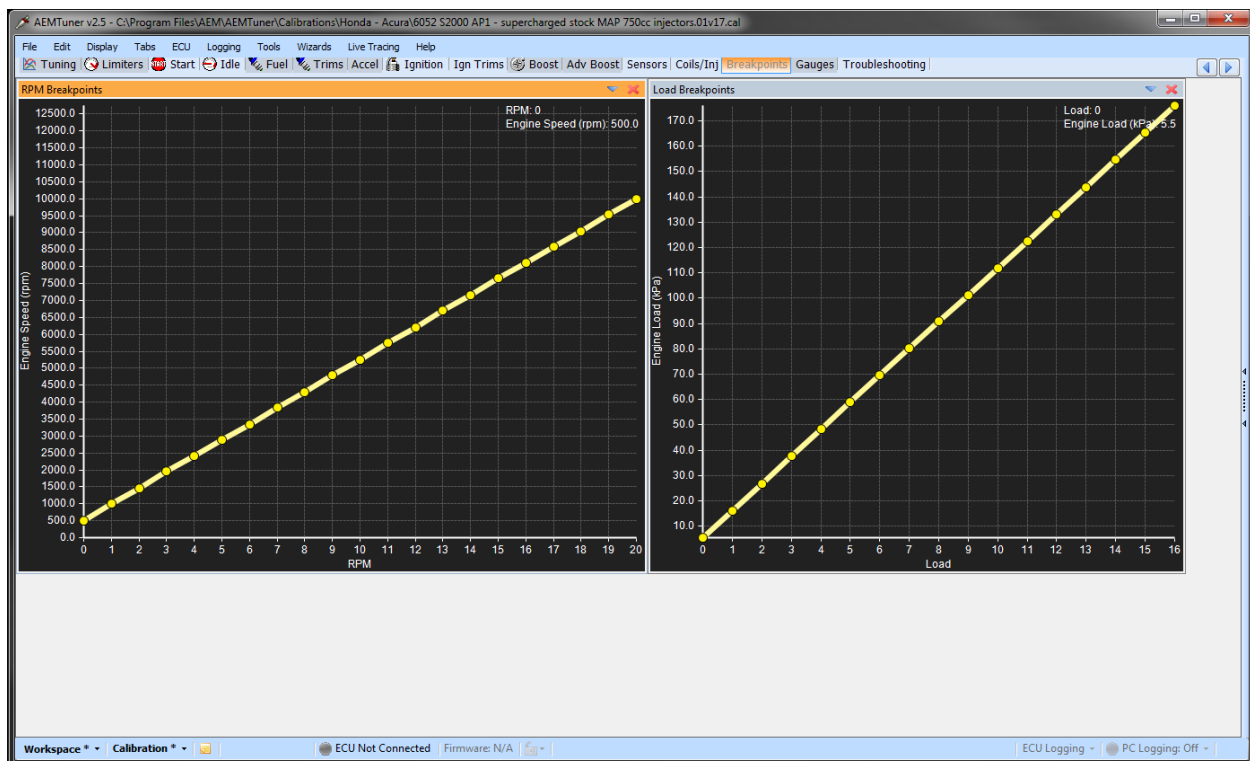 AEMTuner v2.5 - C:\Program Files\AEM\AEMTuner\Calibrations\Honda - Acura\6052 S2000 AP1 - supercharged stock MAP 750cc injectors.01v17.cal
File Edit Display Tabs ECU Logging Tools Wizards Live Tracing Help
Tuning Limiters START Start Idle Fuel Trims Accel Ignition Ign Trims Boost Adv Boost Sensors Coils/Inj Breakpoints Gauges Troubleshooting
RPM Breakpoints
RPM: 0
Engine Speed (rpm): 500.0
12500.0
12000.0
11500.0
11000.0
10500.0
10000.0
9500.0
9000.0
8500.0
8000.0
7500.0
7000.0
6500.0
6000.0
5500.0
5000.0
4500.0
4000.0
3500.0
3000.0
2500.0
2000.0
1500.0
1000.0
500.0
0.0
Engine Speed (rpm)
0 1 2 3 4 5 6 7 8 9 10 11 12 13 14 15 16 17 18 19 20
RPM
Load Breakpoints
Load: 0
Engine Load (kPa): 5.5
170.0
160.0
150.0
140.0
130.0
120.0
110.0
100.0
90.0
80.0
70.0
60.0
50.0
40.0
30.0
20.0
10.0
Engine Load (kPa)
0 1 2 3 4 5 6 7 8 9 10 11 12 13 14 15 16
Load
Workspace * Calibration * ECU Not Connected Firmware: N/A ECU Logging PC Logging: Off